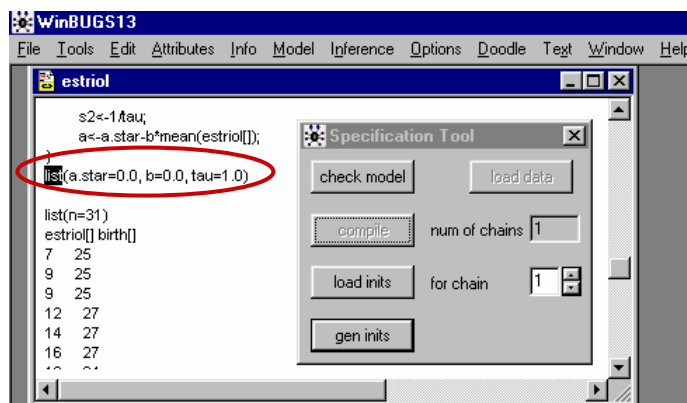 WinBUGS13
File Tools Edit Attributes Info Model Inference Options Doodle Text Window Help
estriol
s2<-1/tau;
a<-a.star-b*mean(estriol[]);
}
list(a.star=0.0, b=0.0, tau=1.0)
list(n=31)
estriol[] birth[]
7 25
9 25
9 25
12 27
14 27
16 27
Specification Tool
check model load data
compile num of chains 1
load inits for chain 1
gen inits